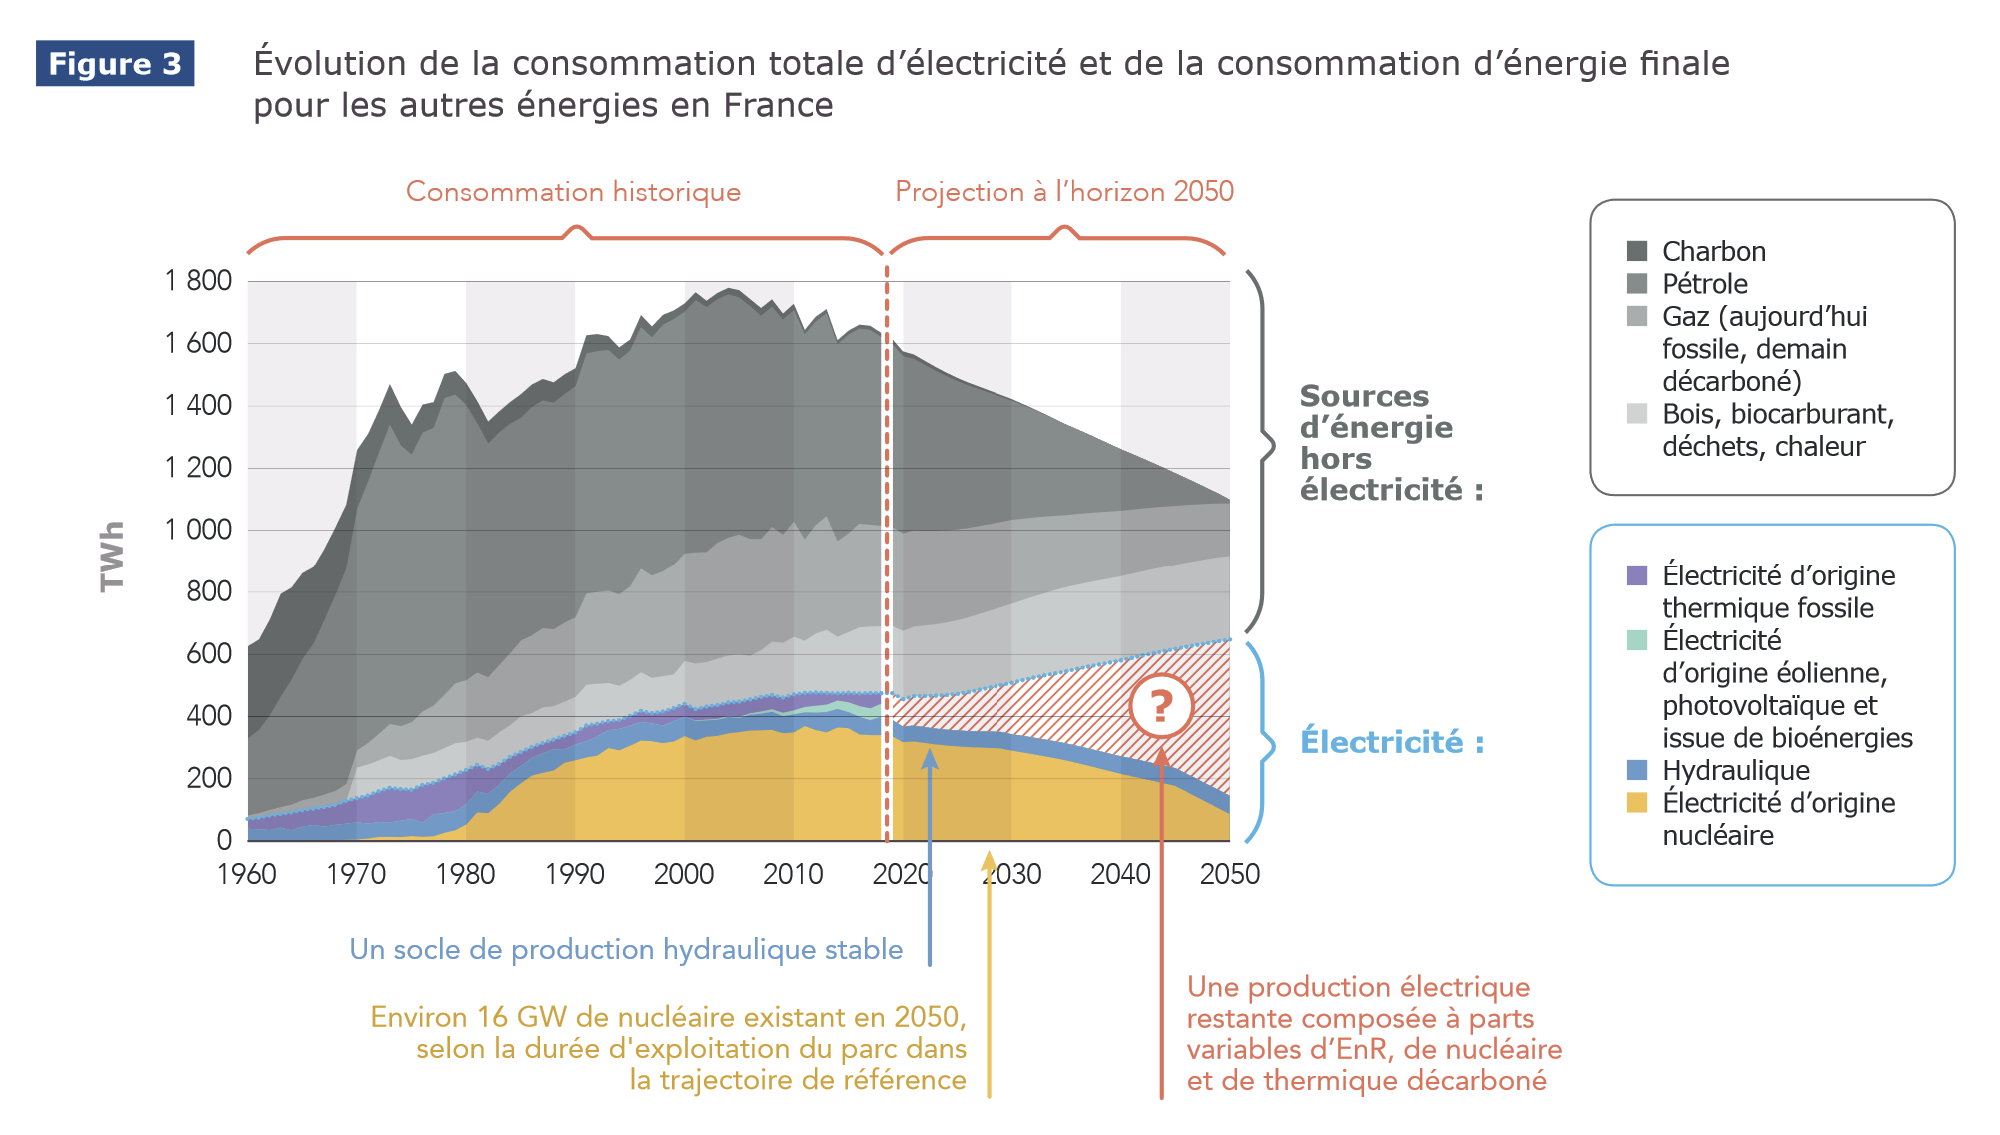 Figure 3
Évolution de la consommation totale d’électricité et de la consommation d’énergie finale
pour les autres énergies en France
Consommation historique
Projection à l’horizon 2050
TWh
1 800
1 600
1 400
1 200
1 000
800
600
400
200
0
1960
1970
1980
1990
2000
2010
2020
2030
2040
2050
?
Sources
d’énergie
hors
électricité :
Électricité :
Charbon
Pétrole
Gaz (aujourd’hui
fossile, demain
décarboné)
Bois, biocarburant,
déchets, chaleur
Électricité d’origine
thermique fossile
Électricité
d’origine éolienne,
photovoltaïque et
issue de bioénergies
Hydraulique
Électricité d’origine
nucléaire
Un socle de production hydraulique stable
Environ 16 GW de nucléaire existant en 2050,
selon la durée d'exploitation du parc dans
la trajectoire de référence
Une production électrique
restante composée à parts
variables d’EnR, de nucléaire
et de thermique décarboné